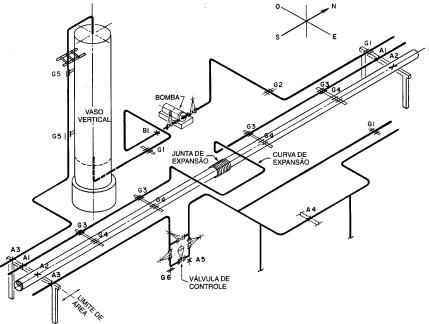 O
N
S
E
G1
A1
A2
G5
BOMBA
G2
G3
G4
VASO
VERTICAL
G5
B1
G1
G3
G4
G1
JUNTA DE
EXPANSÃO
CURVA DE
EXPANSÃO
G3
G4
A4
G3
G4
A3
A1
A2
A3
A5
G6
VÁLVULA DE
CONTROLE
LIMITE DE
ÁREA